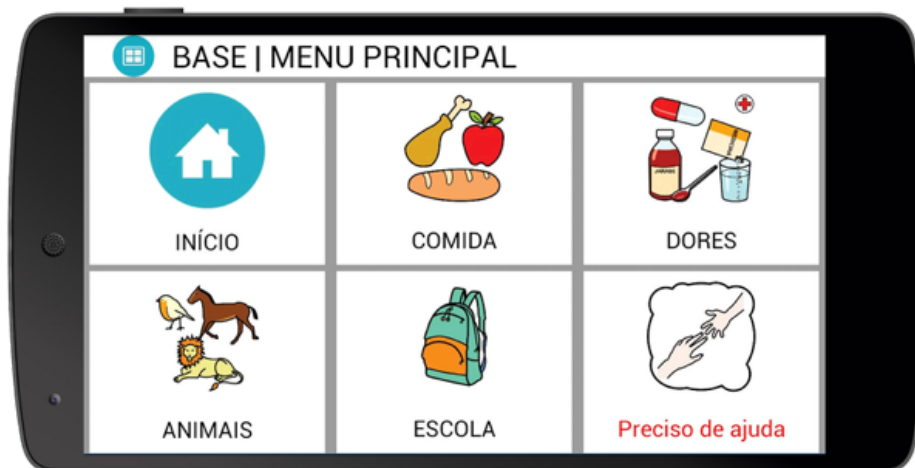 BASE | MENU PRINCIPAL
INÍCIO
COMIDA
DORES
ANIMAIS
ESCOLA
Preciso de ajuda